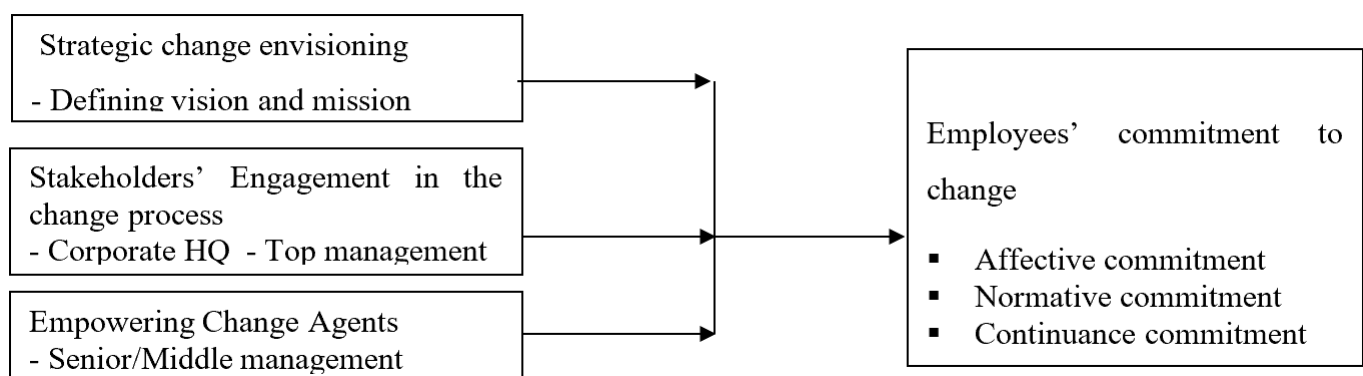 Strategic change envisioning
- Defining vision and mission
Stakeholders’ Engagement in the
change process
- Corporate HQ - Top management
Empowering Change Agents
- Senior/Middle management
Employees’ commitment to
change
▪ Affective commitment
▪ Normative commitment
▪ Continuance commitment